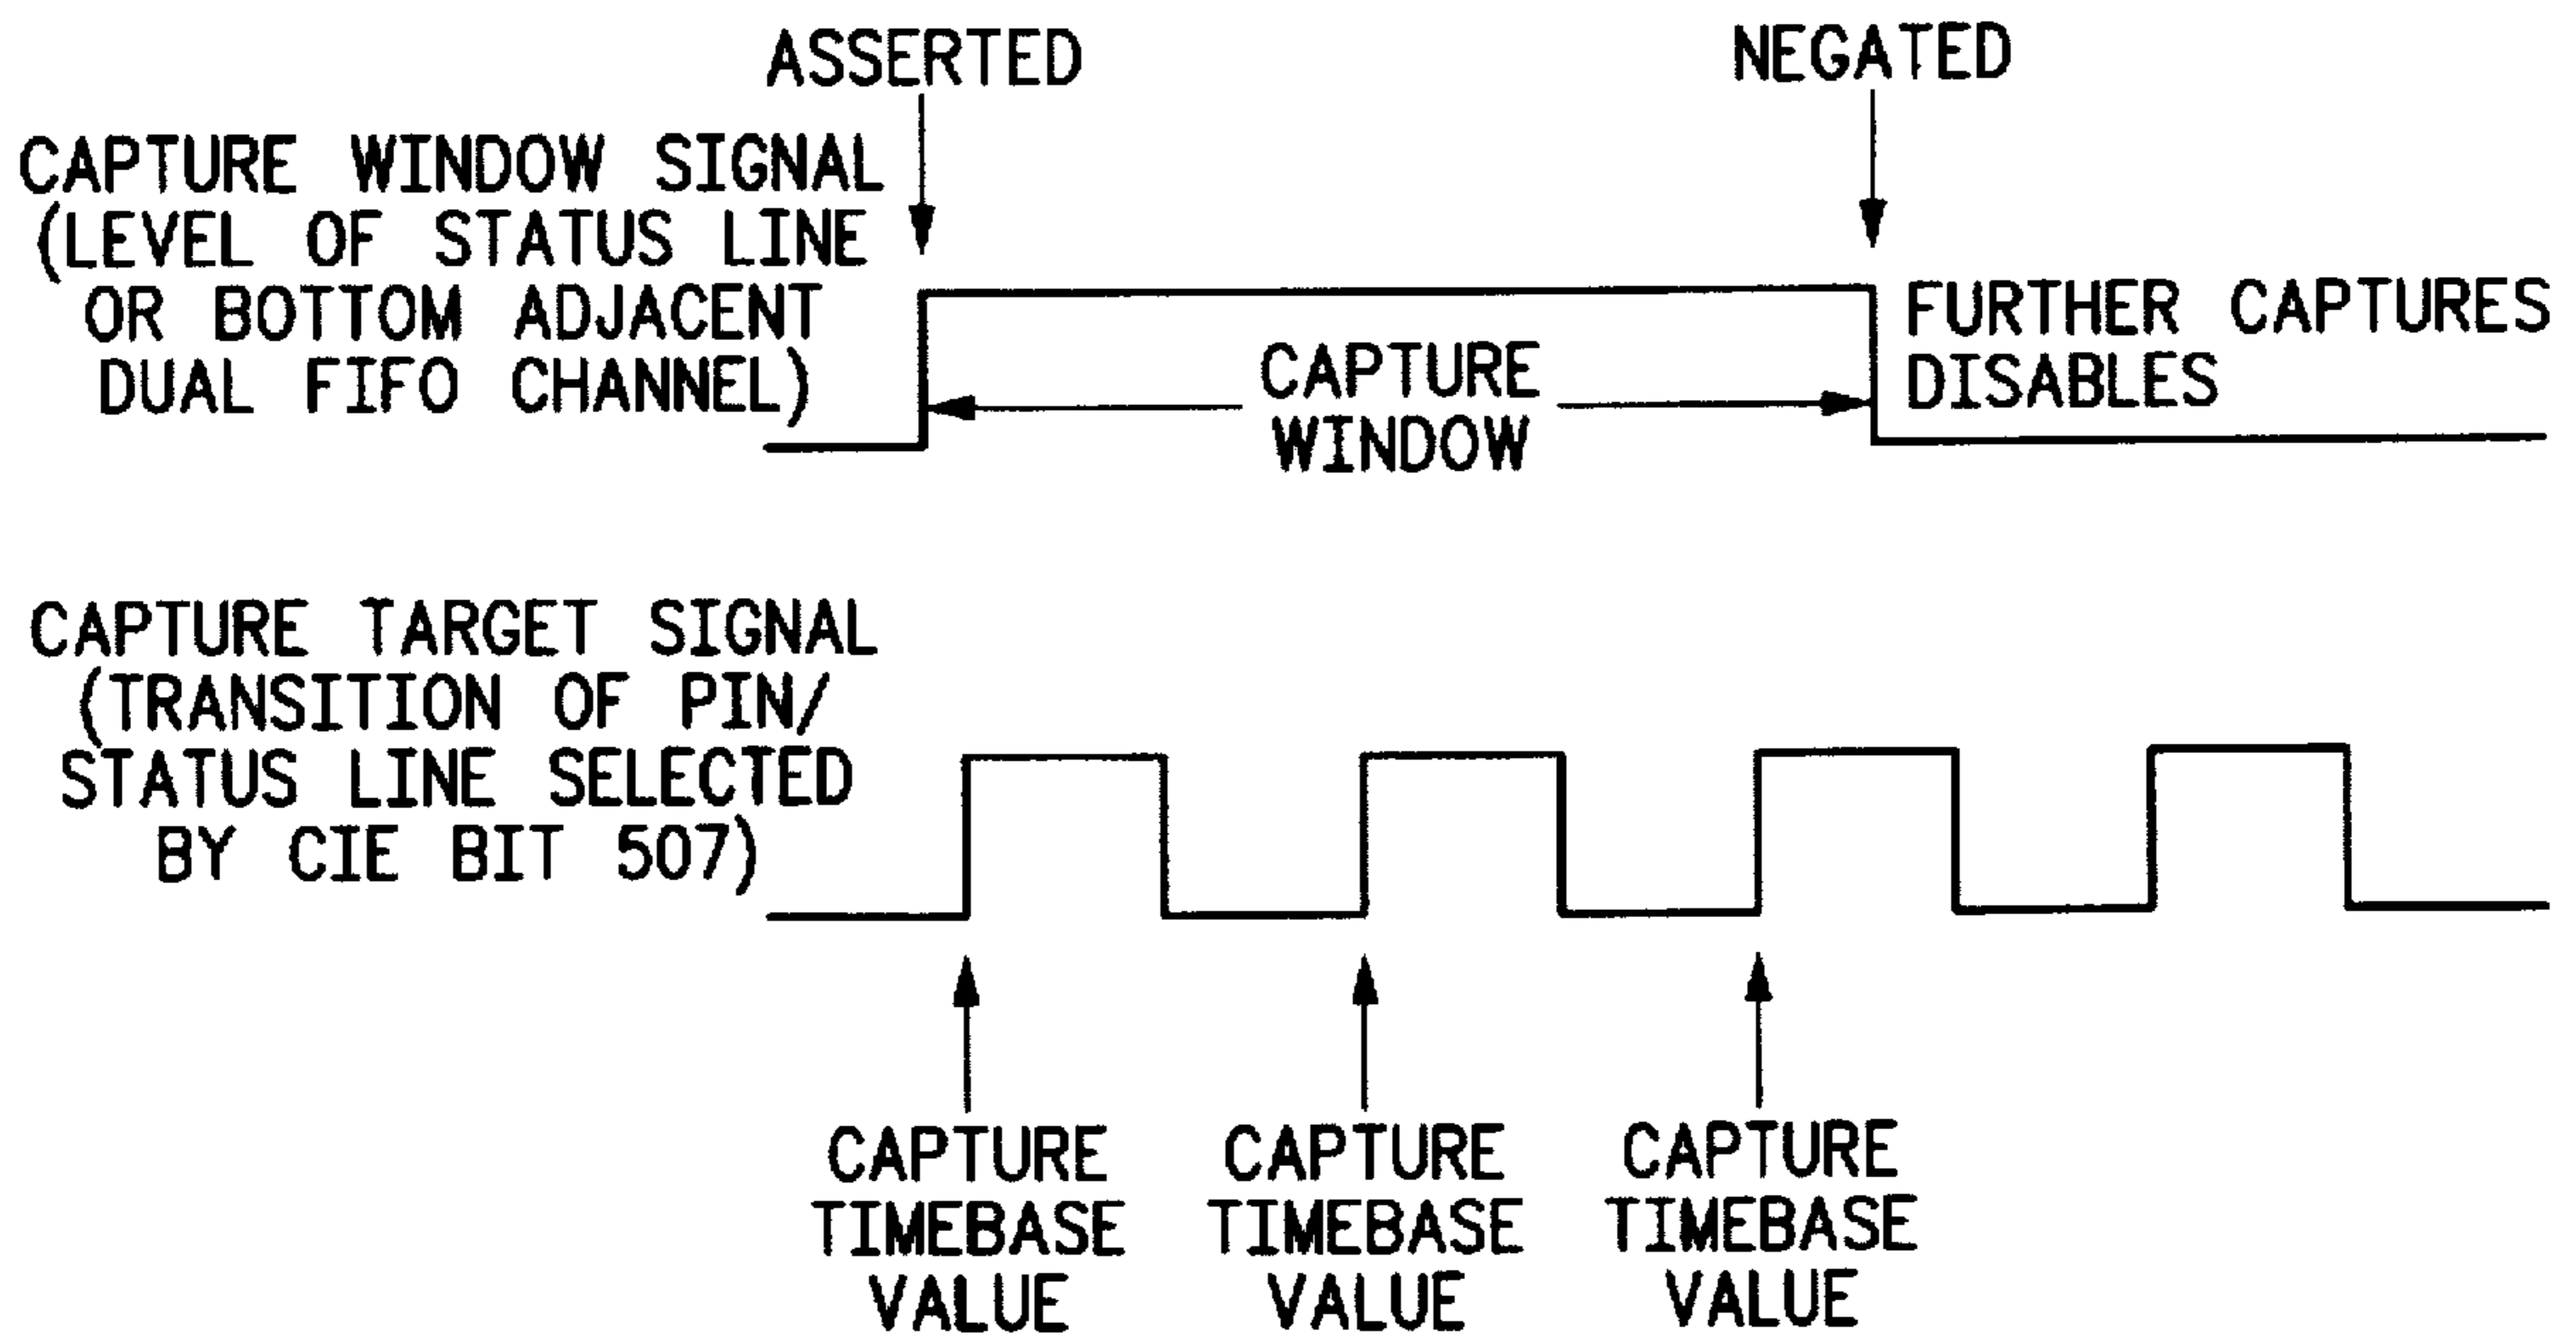 ASSERTED
NEGATED
CAPTURE WINDOW SIGNAL
(LEVEL OF STATUS LINE
OR BOTTOM ADJACENT
DUAL FIFO CHANNEL)
CAPTURE
WINDOW
FURTHER CAPTURES
DISABLES
CAPTURE TARGET SIGNAL
(TRANSITION OF PIN/
STATUS LINE SELECTED
BY CIE BIT 507)
CAPTURE
TIMEBASE
VALUE
CAPTURE
TIMEBASE
VALUE
CAPTURE
TIMEBASE
VALUE